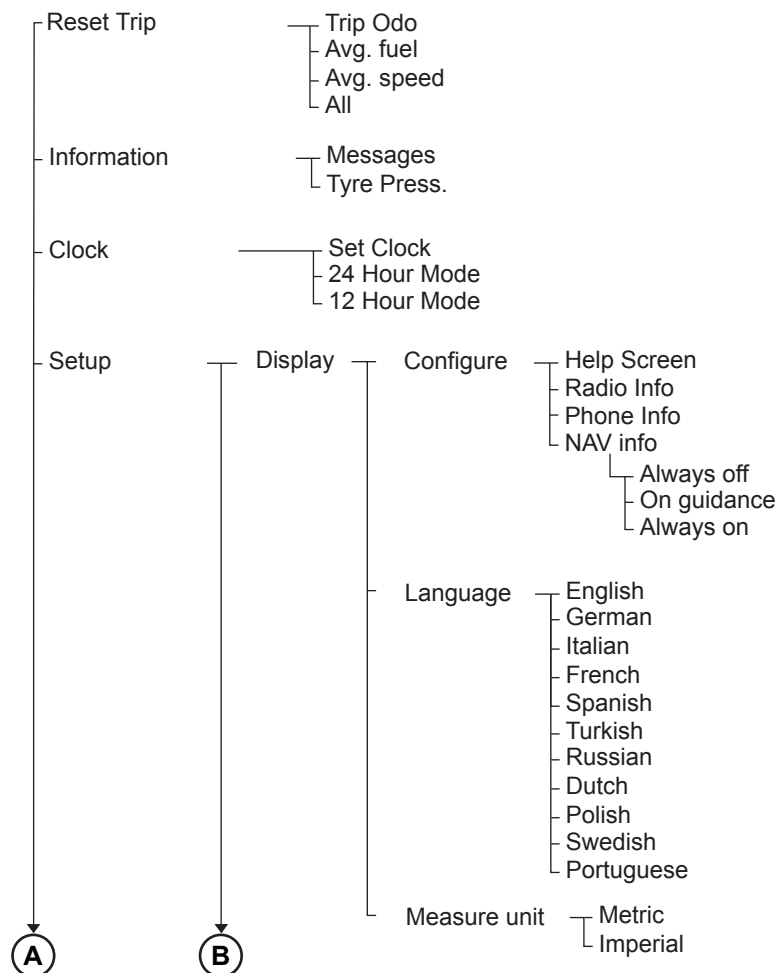 Reset Trip
Trip Odo
Avg. fuel
Avg. speed
All
Information
Messages
Tyre Press.
Clock
Set Clock
24 Hour Mode
12 Hour Mode
Setup
Display
Configure
Help Screen
Radio Info
Phone Info
NAV info
Always off
On guidance
Always on
Language
English
German
Italian
French
Spanish
Turkish
Russian
Dutch
Polish
Swedish
Portuguese
Measure unit
Metric
Imperial
A
B